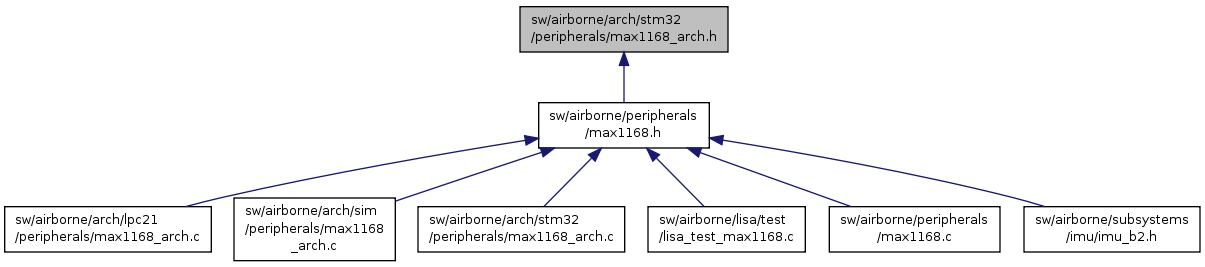 sw/airborne/arch/stm32
/peripherals/max1168_arch.h
sw/airborne/peripherals
/max1168.h
sw/airborne/arch/lpc21
/peripherals/max1168_arch.c
sw/airborne/arch/sim
/peripherals/max1168
_arch.c
sw/airborne/arch/stm32
/peripherals/max1168_arch.c
sw/airborne/lisa/test
/lisa_test_max1168.c
sw/airborne/peripherals
/max1168.c
sw/airborne/subsystems
/imu/imu_b2.h